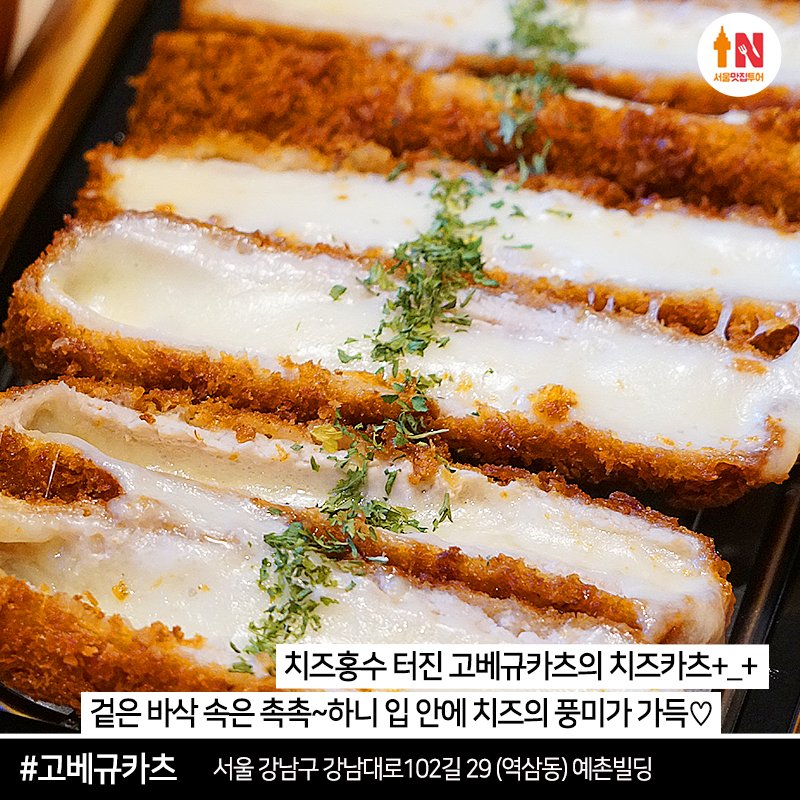 IN
서울맛집투어
치즈홍수 터진 고베규카츠의 치즈카츠+_+
겉은 바삭 속은 촉촉~하니 입 안에 치즈의 풍미가 가득♡
#고베규카츠 서울 강남구 강남대로102길 29 (역삼동) 예촌빌딩